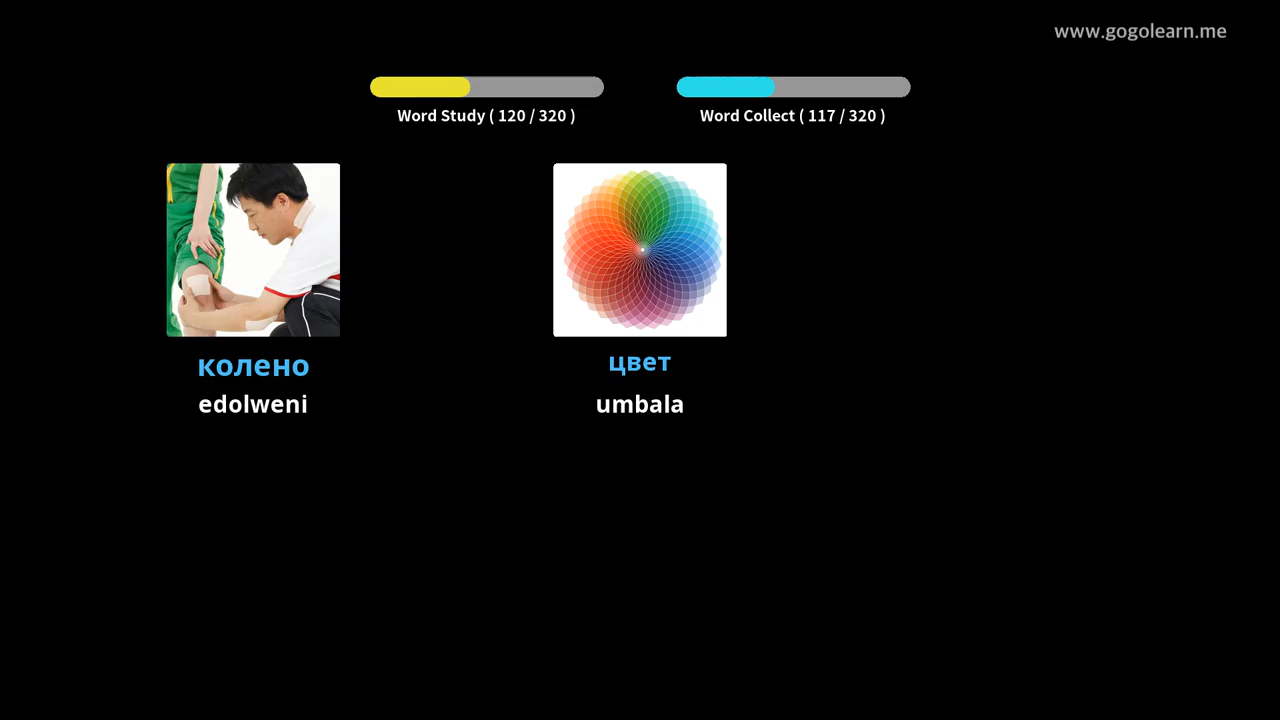 www.gogolearn.me
Word Study ( 120 / 320 )
Word Collect ( 117 / 320 )
колено
цвет
edolweni
umbala